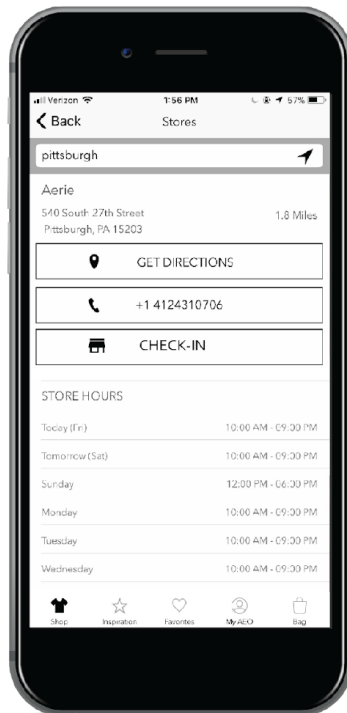 Verizon 1:56 PM 57%
Back Stores
pittsburgh
Aerie
540 South 27th Street 1.8 Miles
Pittsburgh, PA 15203
GET DIRECTIONS
+1 4124310706
CHECK-IN
STORE HOURS
Today (Fri) 10:00 AM - 09:00 PM
Tomorrow (Sat) 10:00 AM - 09:00 PM
Sunday 12:00 PM - 06:00 PM
Monday 10:00 AM - 09:00 PM
Tuesday 10:00 AM - 09:00 PM
Wednesday 10:00 AM - 09:00 PM
Shop Inspiration Favorites My AEO Bag